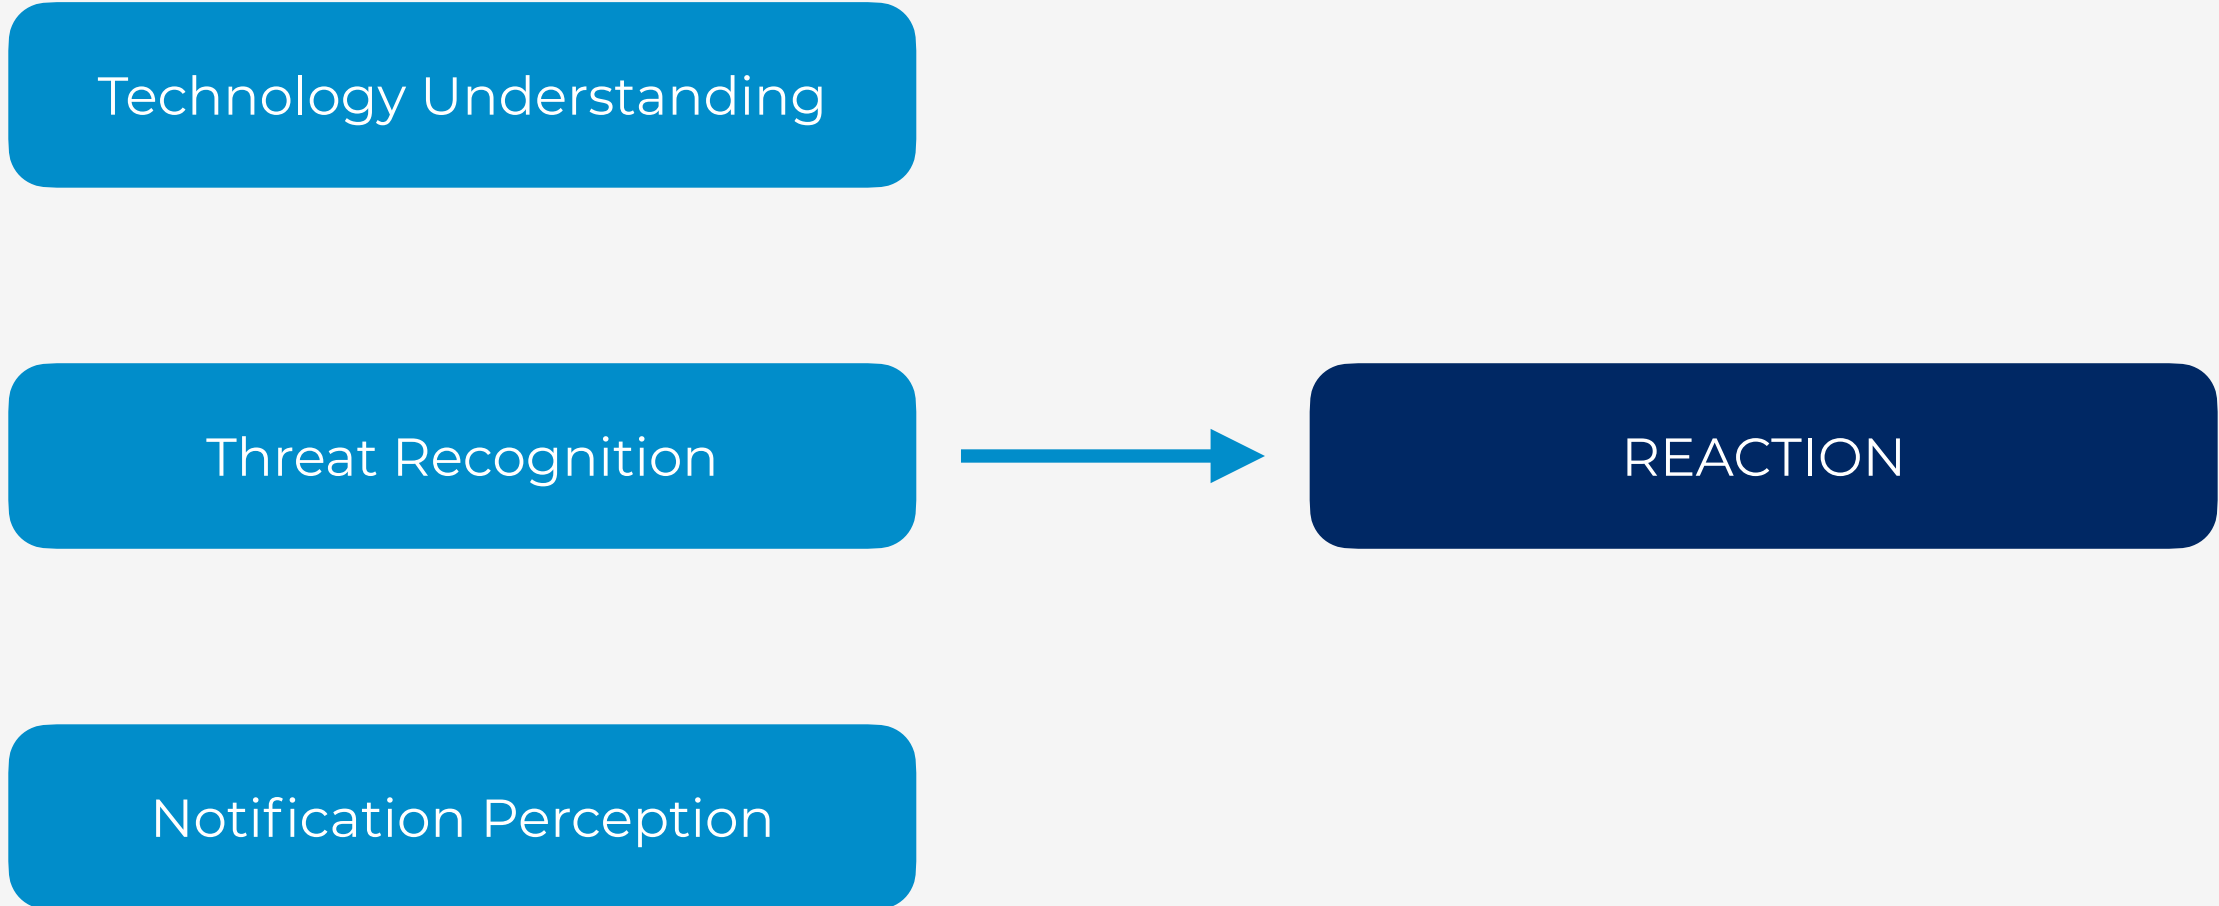 Technology Understanding
Threat Recognition
REACTION
Notification Perception